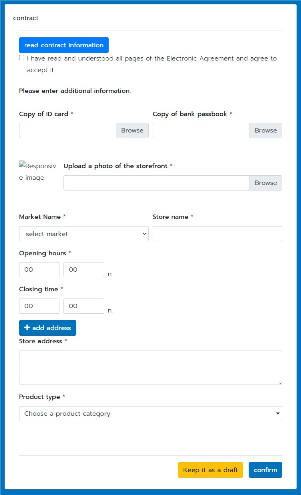 contract
read contract information
I have read and understood all pages of the Electronic Agreement and agree to
accept it
Please enter additional information.
Copy of ID card * Copy of bank passbook *
Browse Browse
Responsiv
e image
Upload a photo of the storefront *
Browse
Market Name * Store name *
select market
Opening hours *
00 00 n.
Closing time *
00 00 n.
+ add address
Store address *
Product type *
Choose a product category
Keep it as a draft confirm